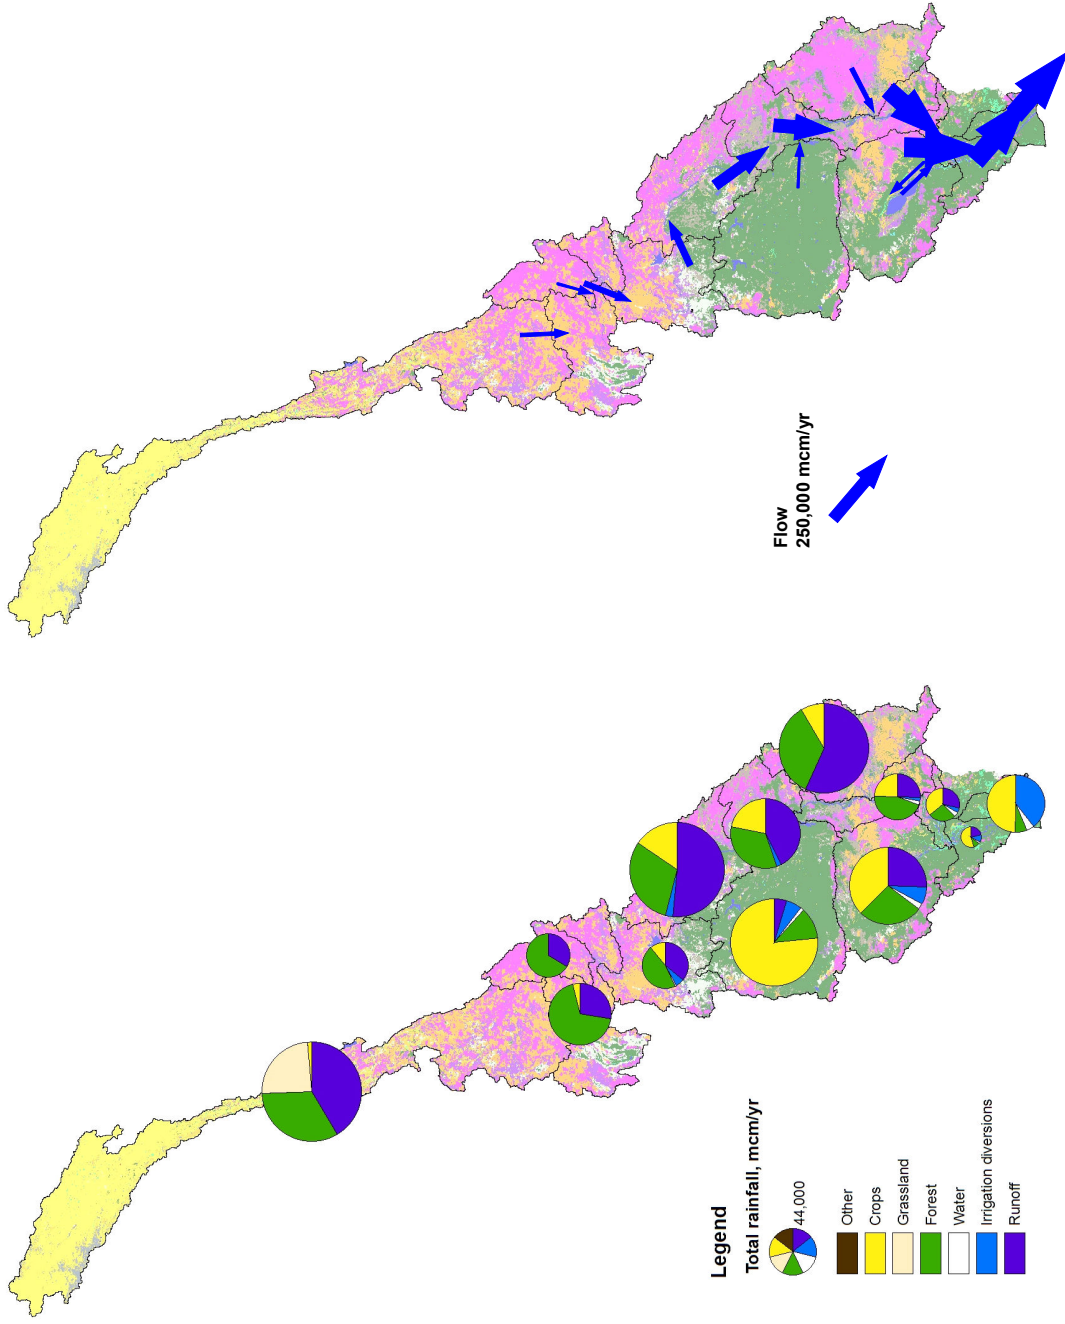 Flow
250,000 mcm/yr
Legend
Total rainfall, mcm/yr
44,000
Other
Crops
Grassland
Forest
Water
Irrigation diversions
Runoff